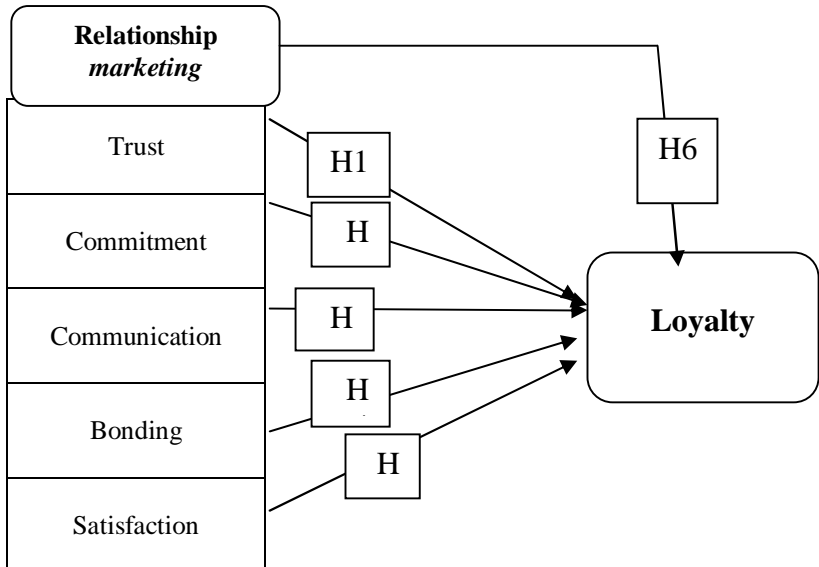 Relationship
marketing
Trust
H1
H6
Commitment
H
Communication
H
Loyalty
Bonding
H
Satisfaction
H